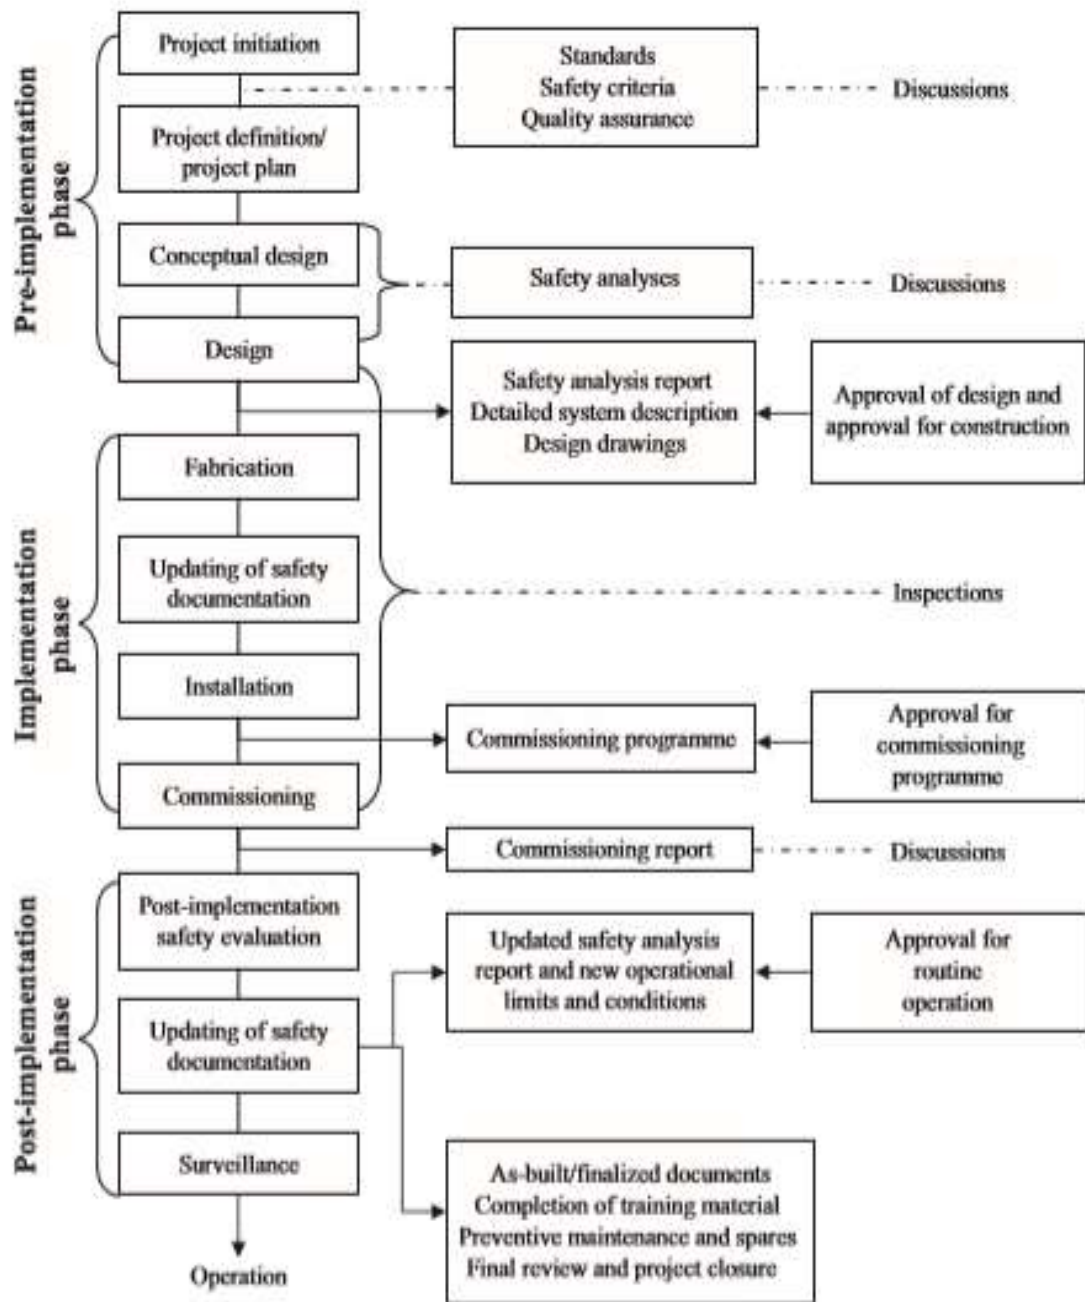 Pre-implementation
phase
Project initiation
Standards
Safety criteria
Quality assurance
Discussions
Project definition/
project plan
Conceptual design
Safety analyses
Discussions
Design
Safety analysis report
Detailed system description
Design drawings
Approval of design and
approval for construction
Implementation
phase
Fabrication
Updating of safety
documentation
Inspections
Installation
Commissioning programme
Approval for
commissioning
programme
Commissioning
Commissioning report
Discussions
Post-implementation
phase
Post-implementation
safety evaluation
Updated safety analysis
report and new operational
limits and conditions
Approval for
routine
operation
Updating of safety
documentation
Surveillance
As-built/finalized documents
Completion of training material
Preventive maintenance and spares
Final review and project closure
Operation